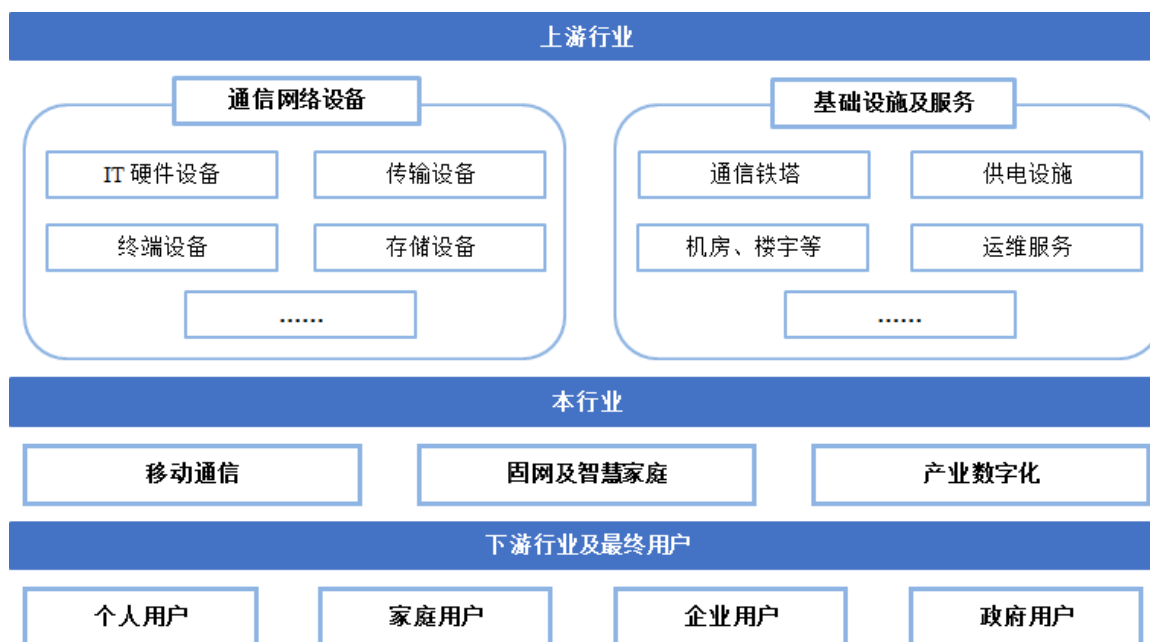 上游行业
通信网络设备
基础设施及服务
IT 硬件设备
传输设备
通信铁塔
供电设施
终端设备
存储设备
机房、楼宇等
运维服务
......
......
本行业
移动通信
固网及智慧家庭
产业数字化
下游行业及最终用户
个人用户
家庭用户
企业用户
政府用户